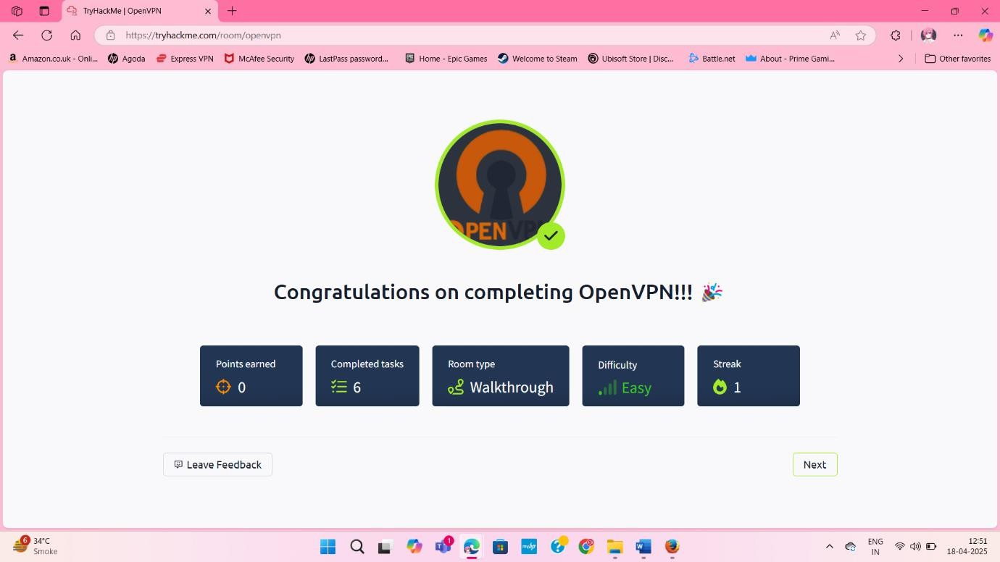 TryHackMe | OpenVPN
https://tryhackme.com/room/openvpn
Amazon.co.uk - Onli...
Agoda
Express VPN
McAfee Security
LastPass password...
Home - Epic Games
Welcome to Steam
Ubisoft Store | Disc...
Battle.net
About - Prime Gami...
Other favorites
OPENVPN
Congratulations on completing OpenVPN!!! 🎉
Points earned
0
Completed tasks
6
Room type
Walkthrough
Difficulty
Easy
Streak
1
Leave Feedback
Next
6
34°C
Smoke
1
ENG
IN
12:51
18-04-2025